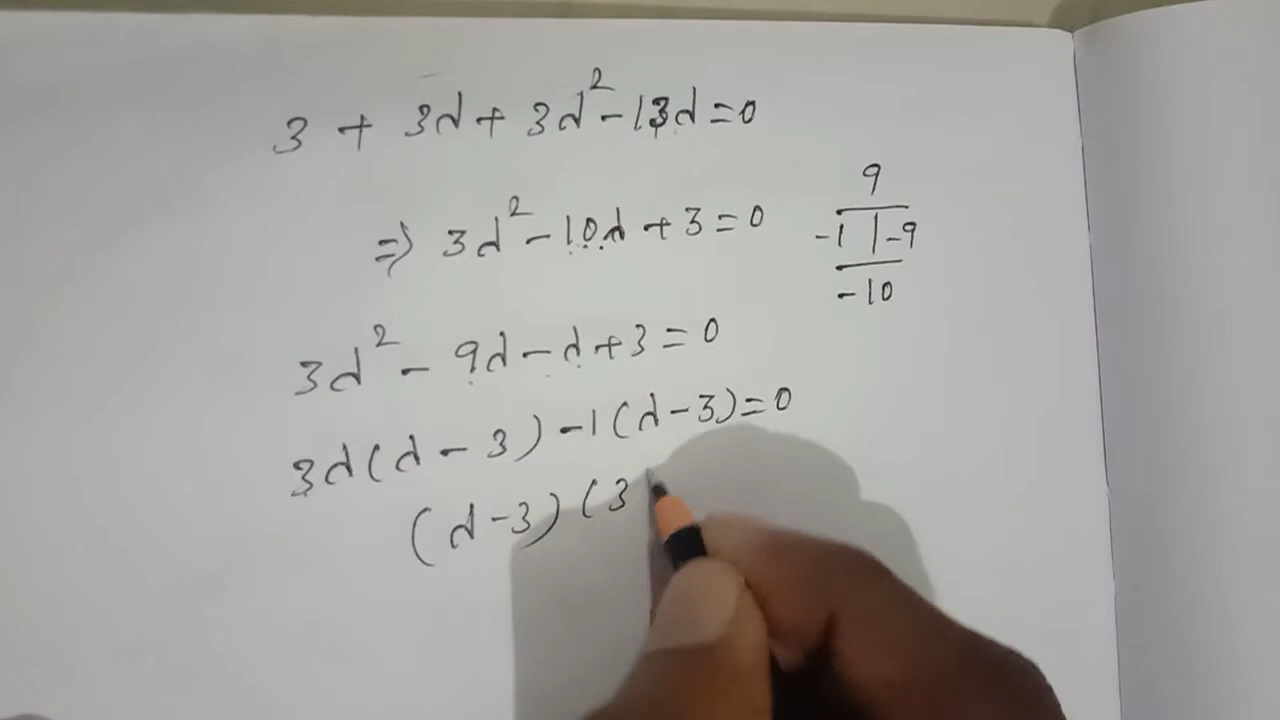 3 + 3d + 3d² - 13d = 0
⇒ 3d² - 10d + 3 = 0
9
-1 | -9
-10
3d² - 9d - d + 3 = 0
3d(d - 3) - 1(d - 3) = 0
(d - 3) (3